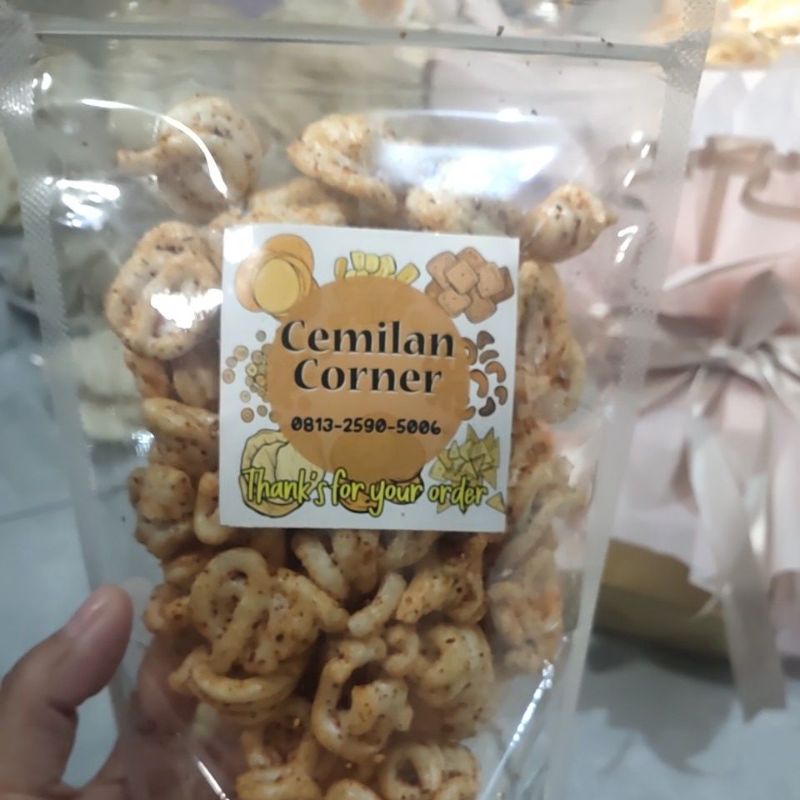 Cemilan
Corner
0813-2590-5006
Thank's for your order